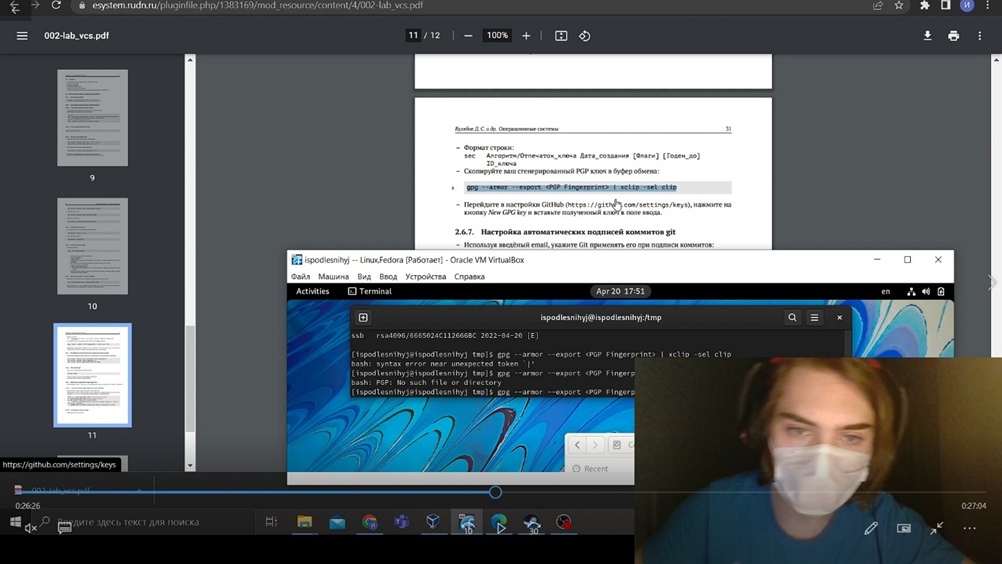 esystem.rudn.ru/pluginfile.php/1383169/mod_resource/content/4/002-lab_vcs.pdf
И
002-lab_vcs.pdf
11 / 12
100%
9
10
11
31
– Формат строки:
sec Алгоритм/Отпечаток_ключа Дата_создания [Флаги] [Годен_до]
ID_ключа
– Скопируйте ваш сгенерированный PGP ключ в буфер обмена:
gpg --armor --export <PGP Fingerprint> | xclip -sel clip
– Перейдите в настройки GitHub (https://github.com/settings/keys), нажмите на
кнопку New GPG key и вставьте полученный ключ в поле ввода.
2.6.7. Настройка автоматических подписей коммитов git
– Используя введённый email, укажите Git применять его при подписи коммитов:
ispodlesnihyj -- Linux,Fedora [Работает] - Oracle VM VirtualBox
Файл Машина Вид Ввод Устройства Справка
Activities Terminal Apr 20 17:51 en
ispodlesnihyj@ispodlesnihyj:/tmp
ssb rsa4096/6665024C112666BC 2022-04-20 [E]
[ispodlesnihyj@ispodlesnihyj tmp]$ gpg --armor --export <PGP Fingerprint> | xclip -sel clip
bash: syntax error near unexpected token `|'
[ispodlesnihyj@ispodlesnihyj tmp]$ gpg --armor --export <PGP Finger
bash: PGP: No such file or directory
[ispodlesnihyj@ispodlesnihyj tmp]$ gpg --armor --export <PGP Finger
Recent
https://github.com/settings/keys
002-lab_vcs.pdf
0:26:26
0:27:04
Введите здесь текст для поиска
10
30